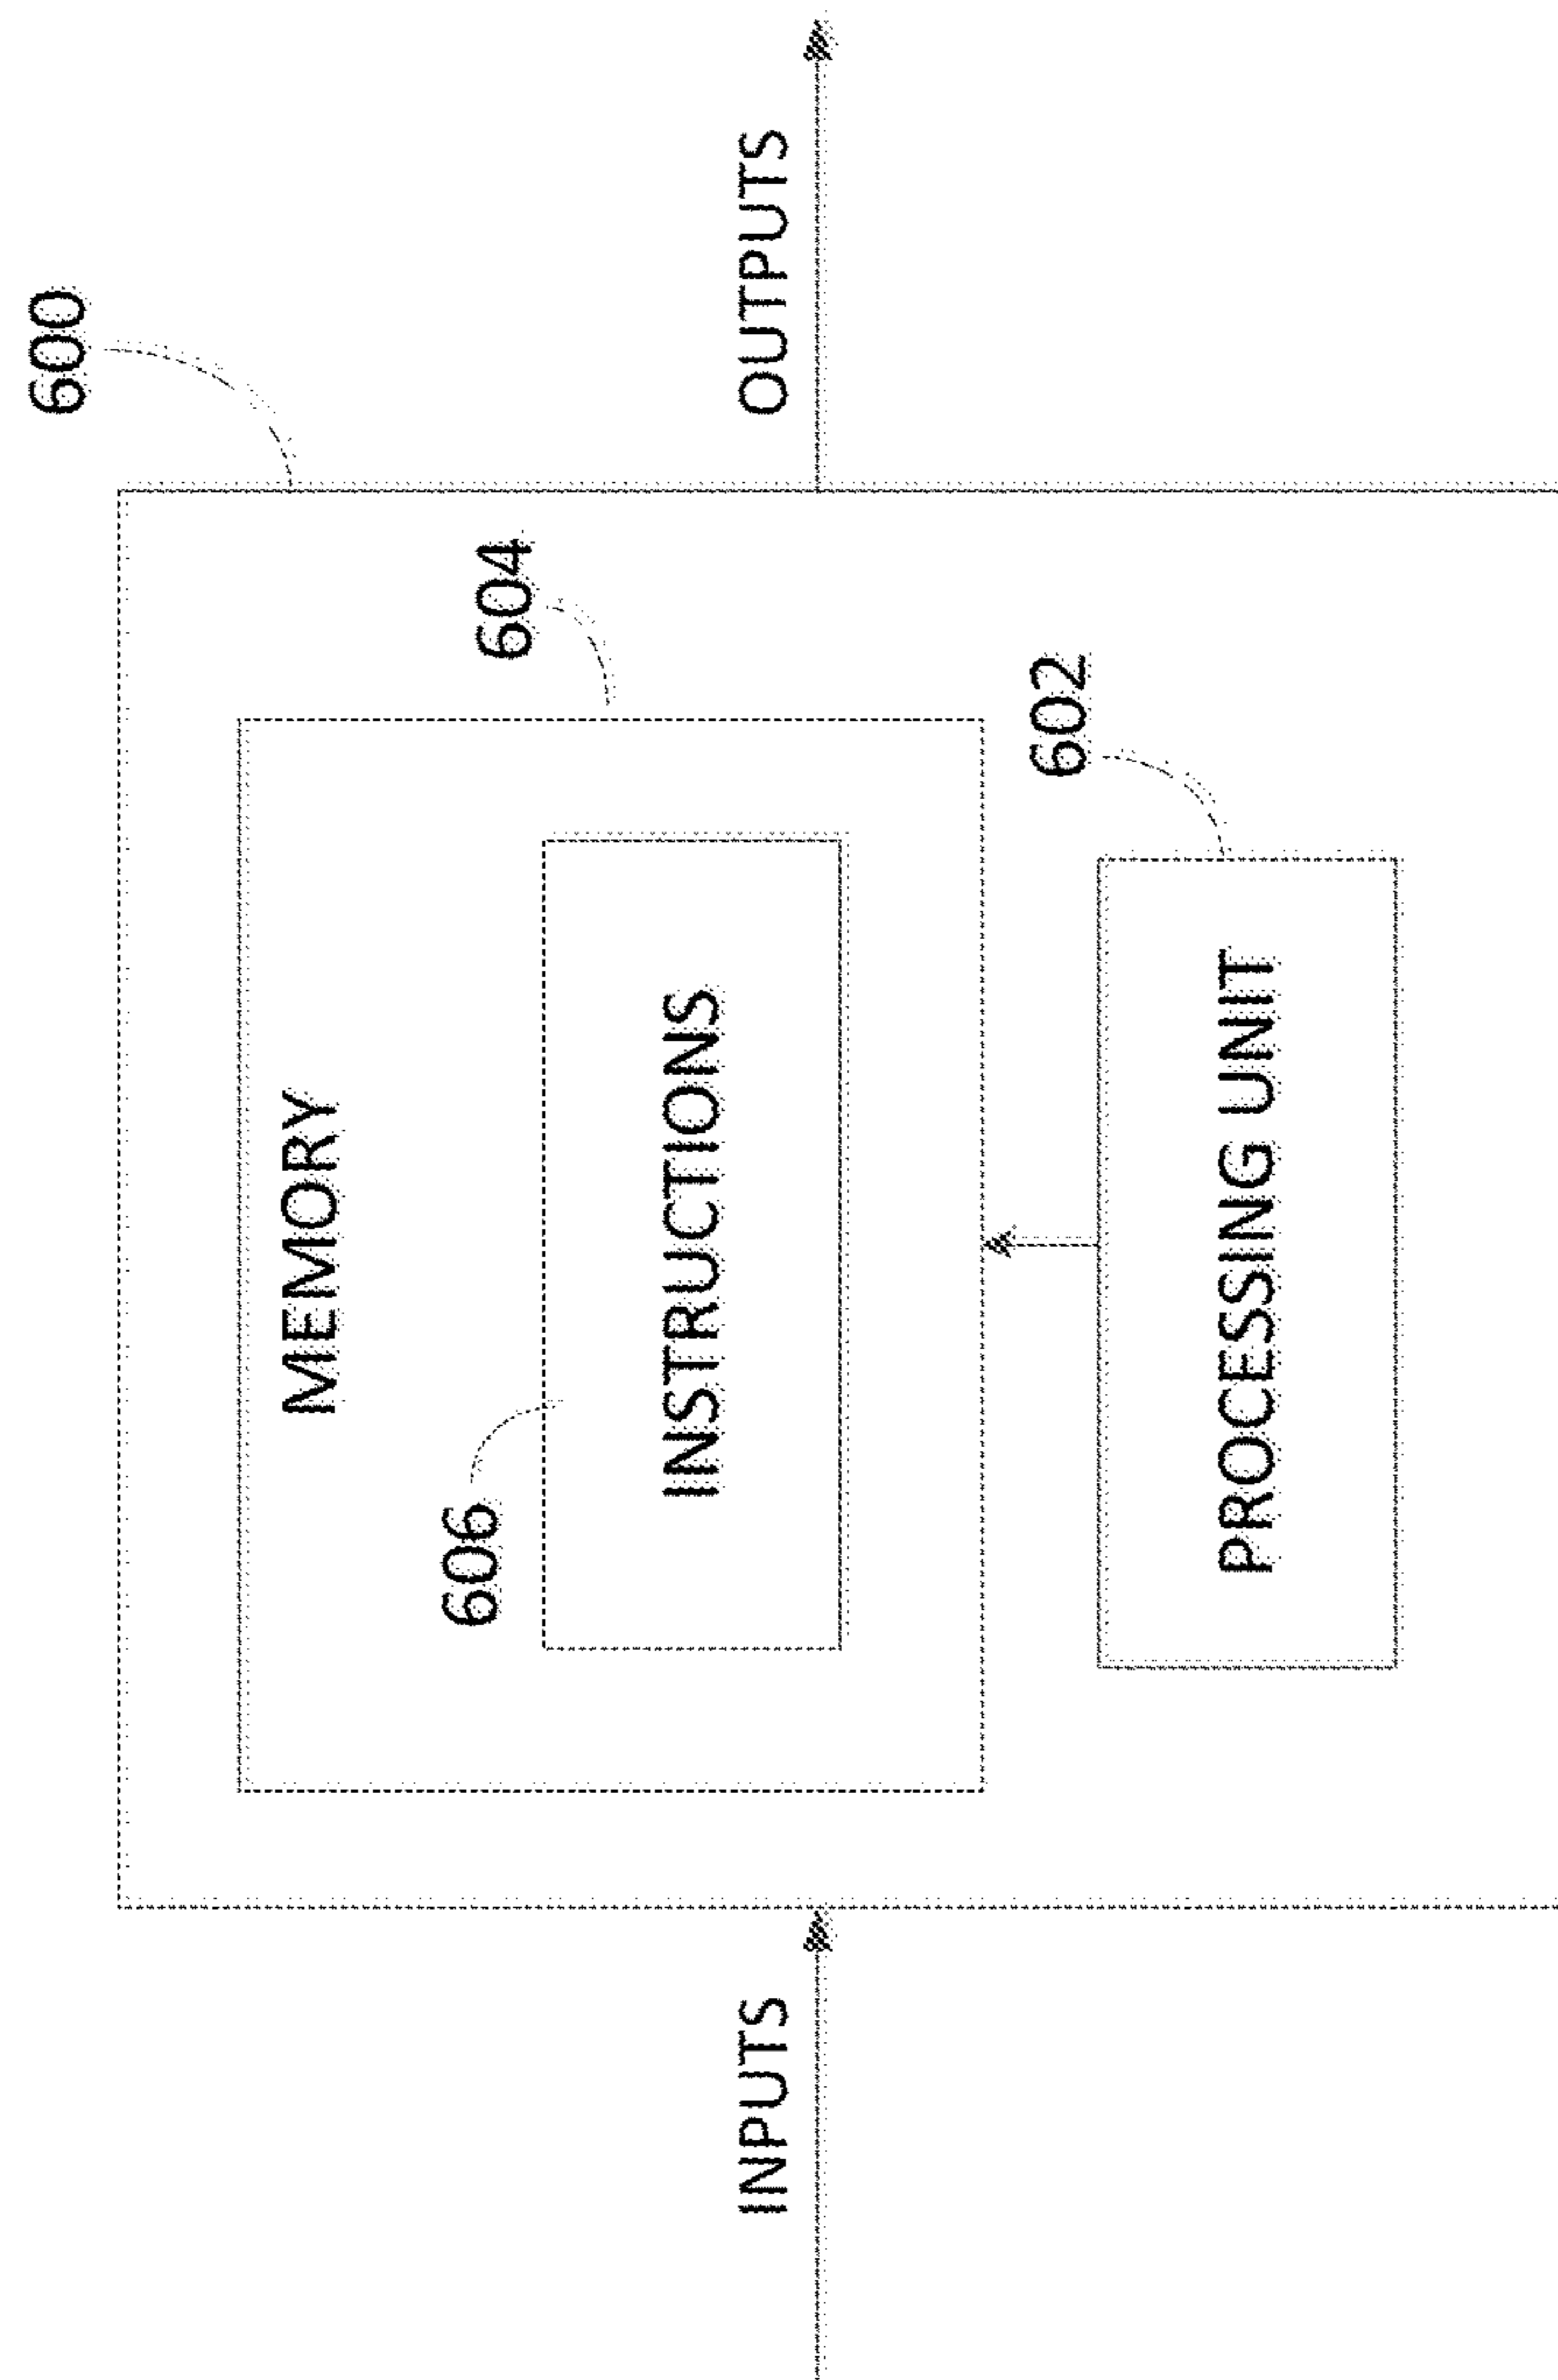 600
604
MEMORY
606
INSTRUCTIONS
INPUTS
OUTPUTS
602
PROCESSING UNIT